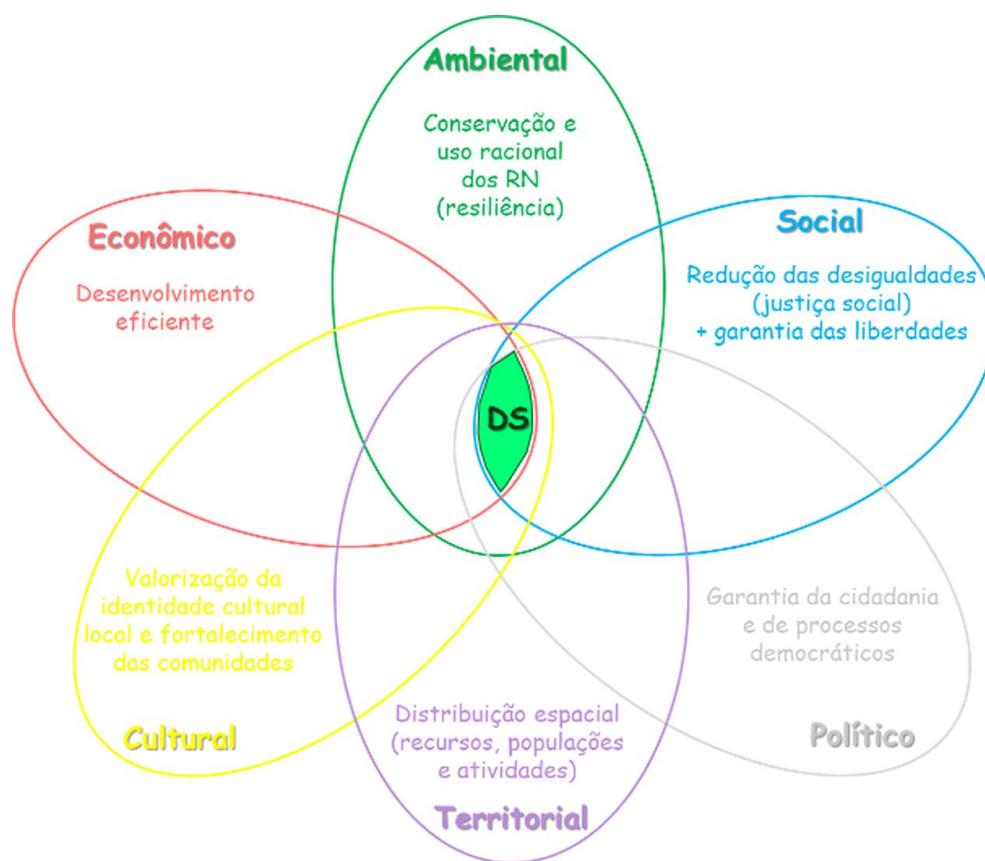 Ambiental
Conservação e
uso racional
dos RN
(resiliência)
Econômico
Desenvolvimento
eficiente
Social
Redução das desigualdades
(justiça social)
+ garantia das liberdades
DS
Valorização da
identidade cultural
local e fortalecimento
das comunidades
Cultural
Garantia da cidadania
e de processos
democráticos
Político
Distribuição espacial
(recursos, populações
e atividades)
Territorial